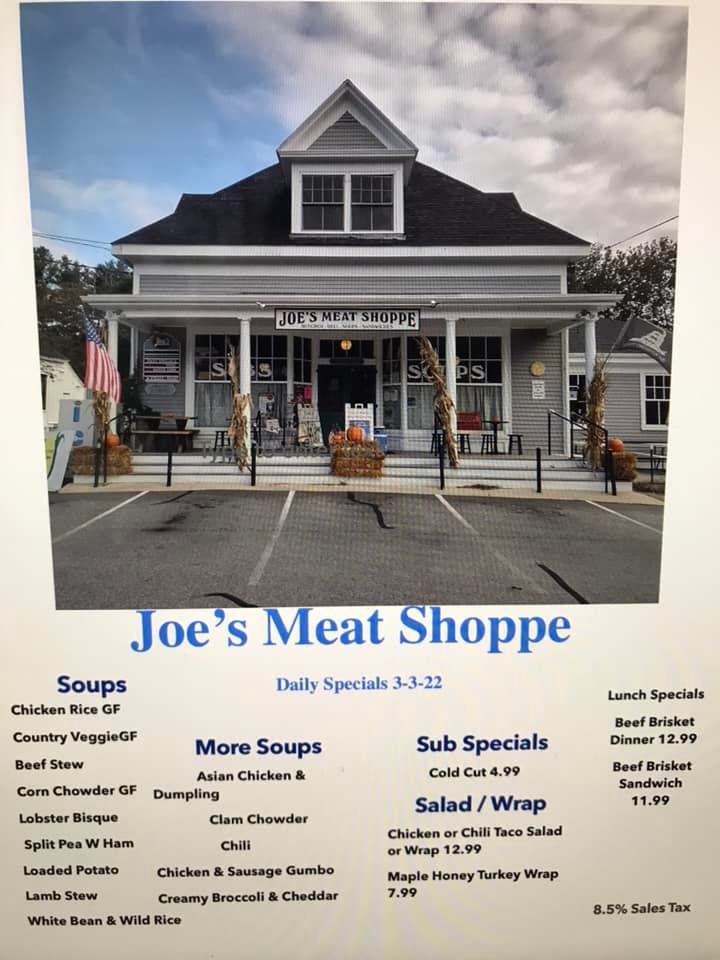 JOE'S MEAT SHOPPE
BUTCHER · DELI · SOUPS · SANDWICHES
SUBS
SOUPS
Joe's Meat Shoppe
Daily Specials 3-3-22
Soups
Chicken Rice GF
Country VeggieGF
Beef Stew
Corn Chowder GF
Lobster Bisque
Split Pea W Ham
Loaded Potato
Lamb Stew
White Bean & Wild Rice
More Soups
Asian Chicken &
Dumpling
Clam Chowder
Chili
Chicken & Sausage Gumbo
Creamy Broccoli & Cheddar
Sub Specials
Cold Cut 4.99
Salad / Wrap
Chicken or Chili Taco Salad
or Wrap 12.99
Maple Honey Turkey Wrap
7.99
Lunch Specials
Beef Brisket
Dinner 12.99
Beef Brisket
Sandwich
11.99
8.5% Sales Tax